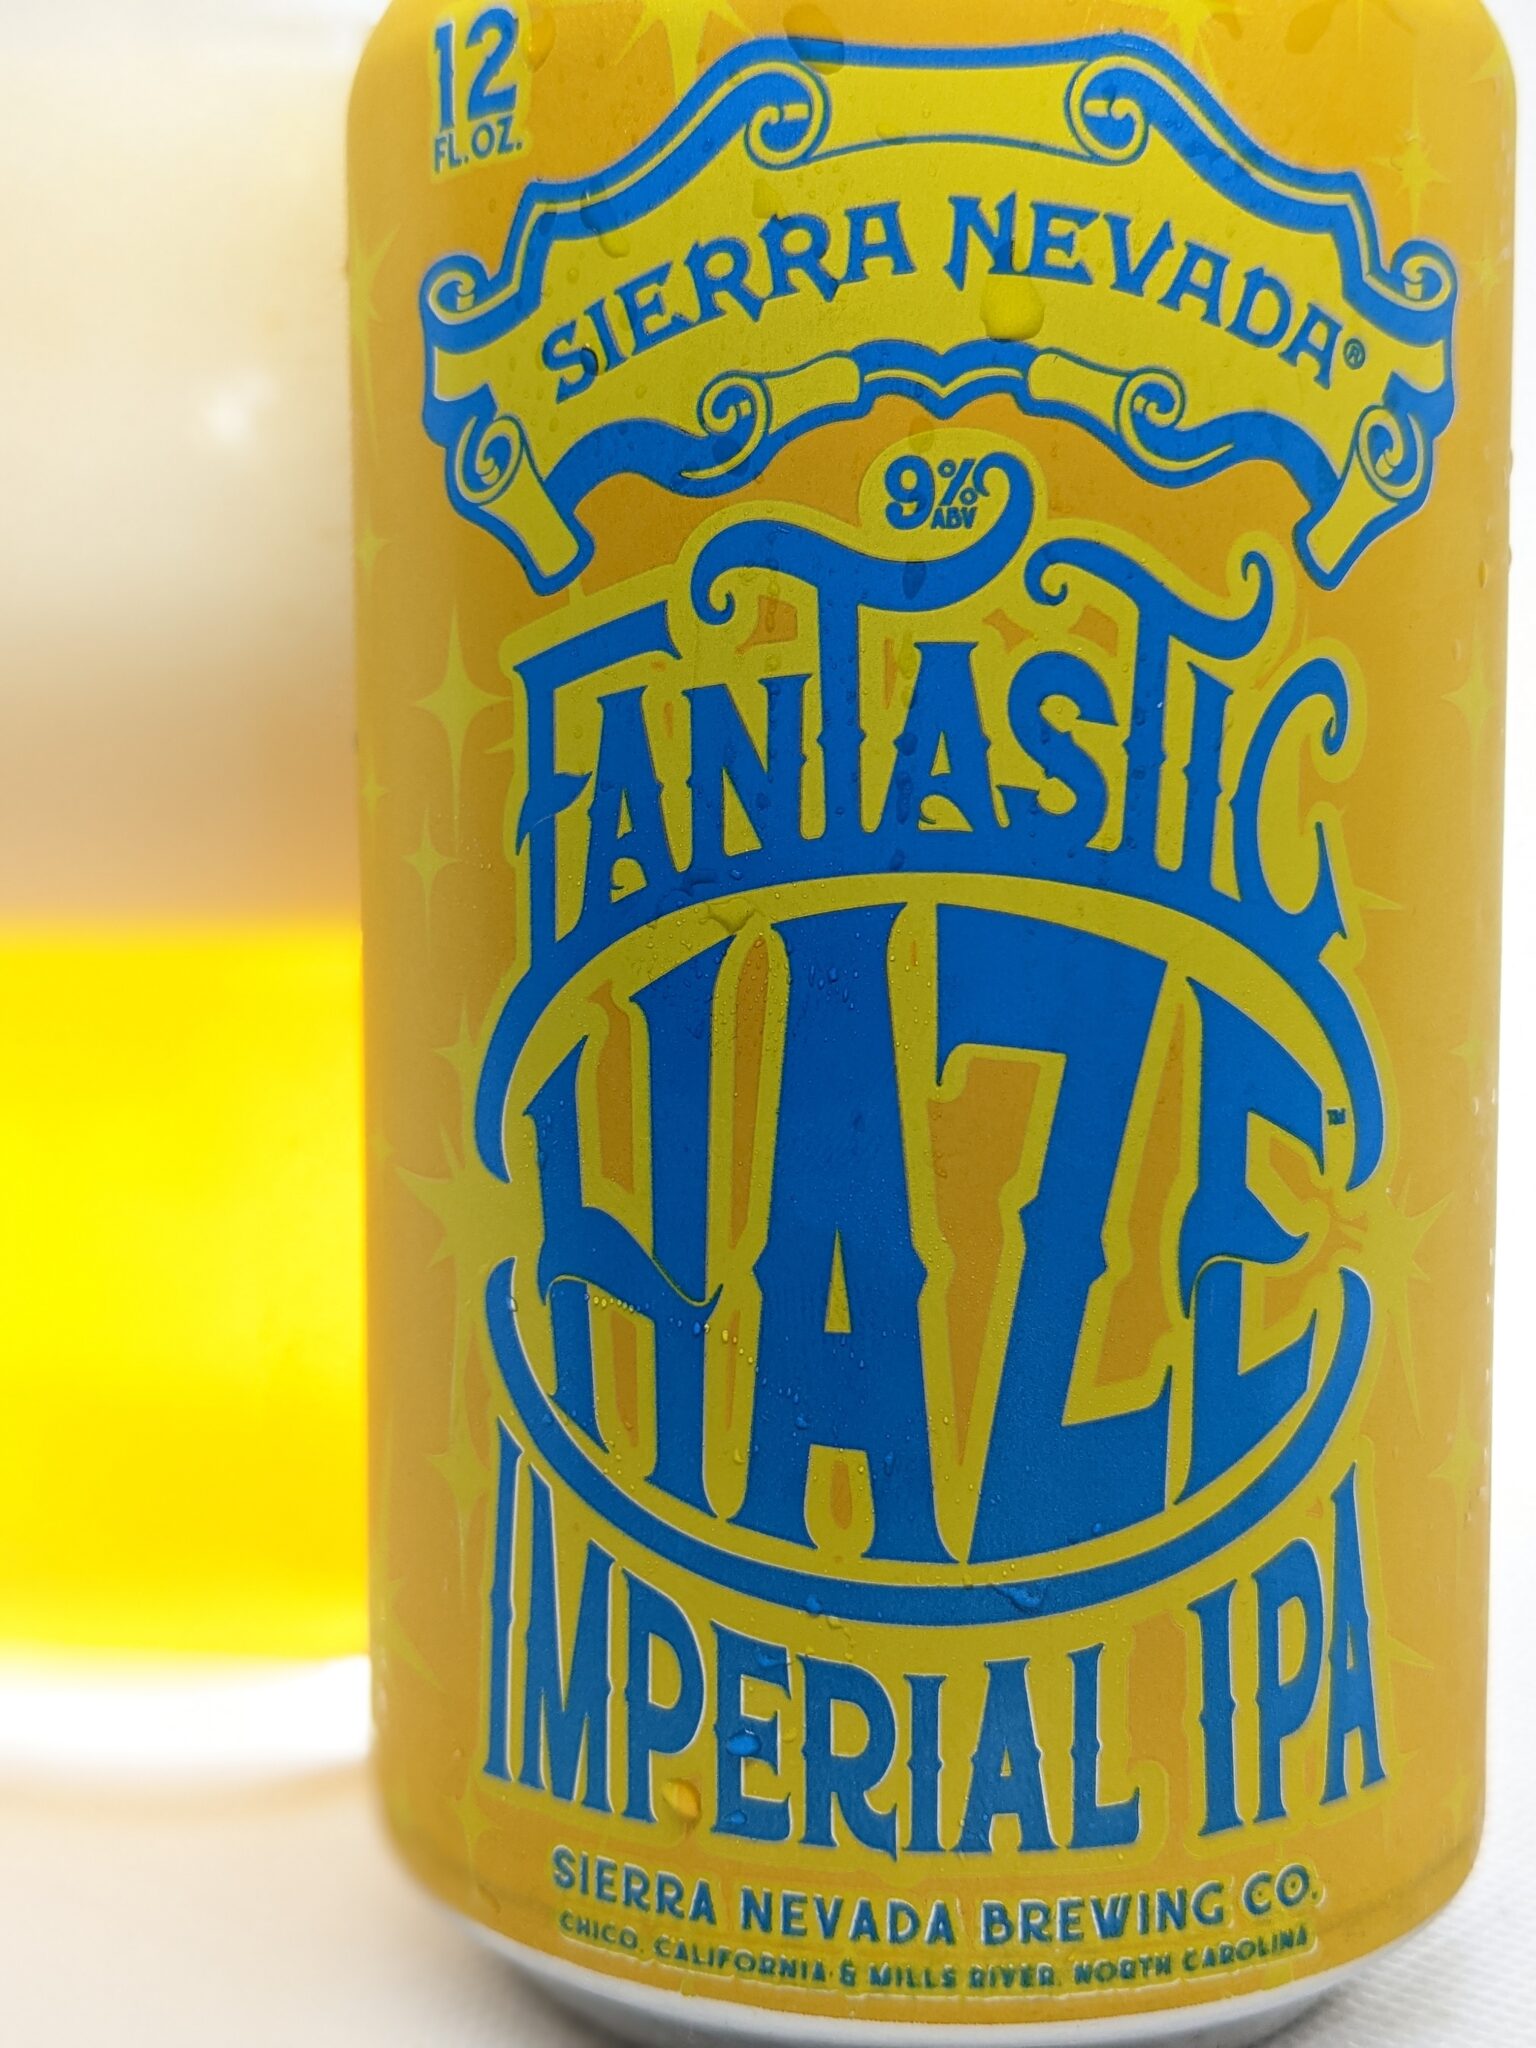 12
FL. OZ.
SIERRA NEVADA®
9% ABV
FANTASTIC
HAZE™
IMPERIAL IPA
SIERRA NEVADA BREWING CO.
CHICO, CALIFORNIA & MILLS RIVER, NORTH CAROLINA